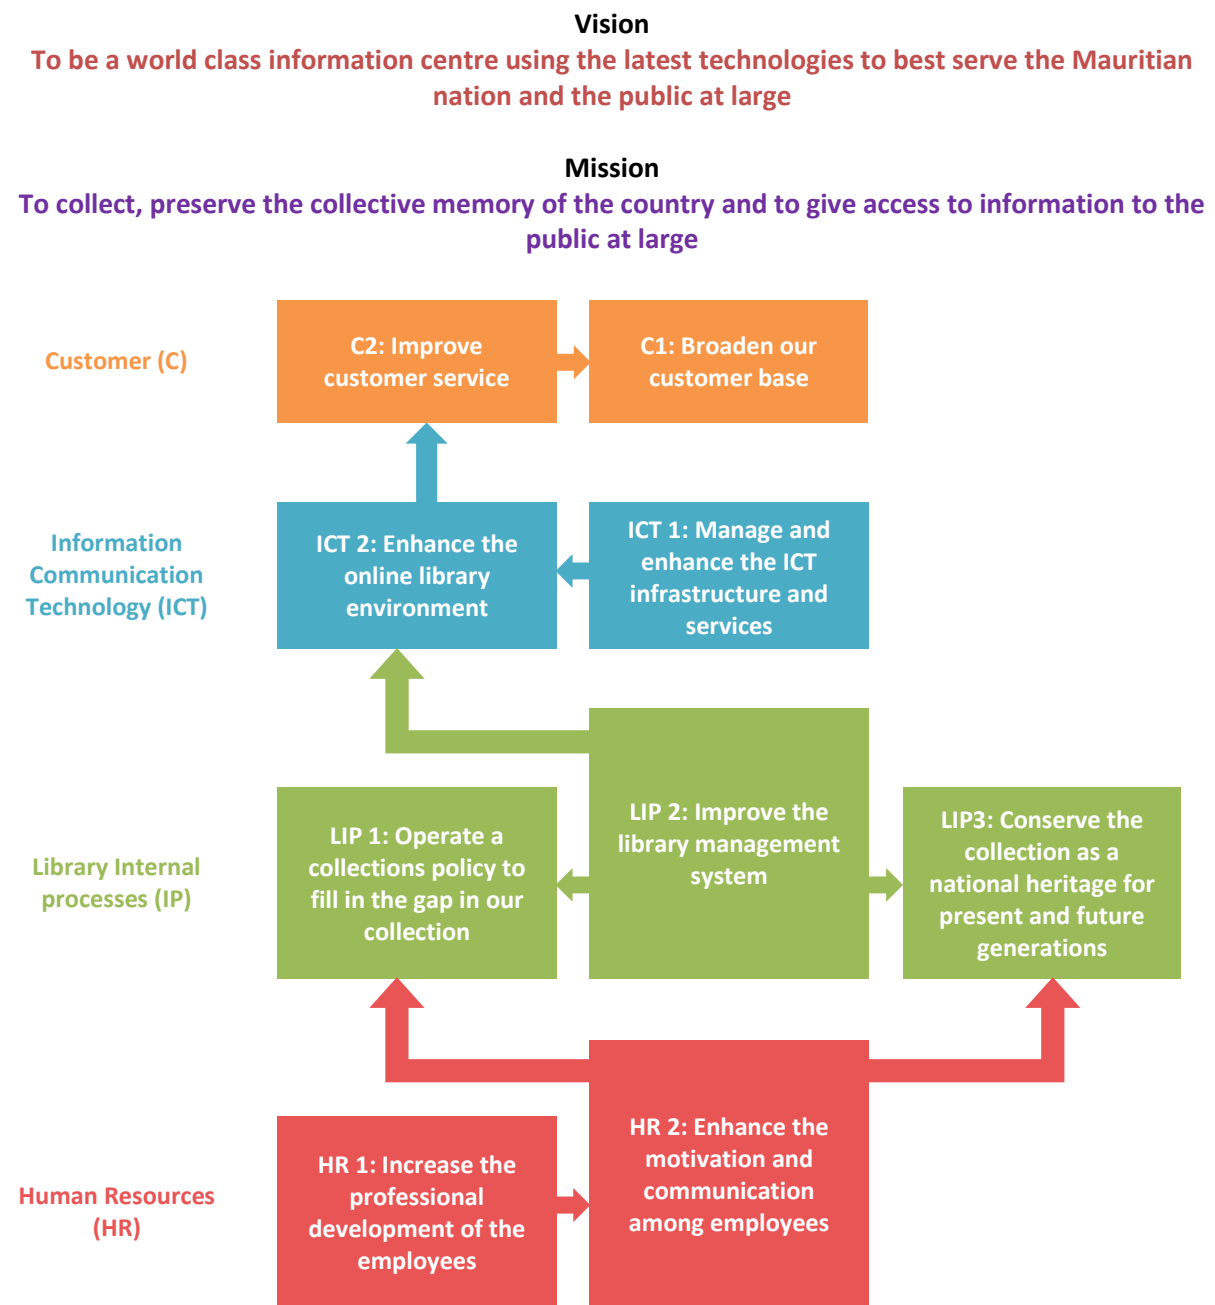 Vision
To be a world class information centre using the latest technologies to best serve the Mauritian
nation and the public at large
Mission
To collect, preserve the collective memory of the country and to give access to information to the
public at large
Customer (C)
C2: Improve
customer service
C1: Broaden our
customer base
Information
Communication
Technology (ICT)
ICT 2: Enhance the
online library
environment
ICT 1: Manage and
enhance the ICT
infrastructure and
services
Library Internal
processes (IP)
LIP 1: Operate a
collections policy to
fill in the gap in our
collection
LIP 2: Improve the
library management
system
LIP3: Conserve the
collection as a
national heritage for
present and future
generations
Human Resources
(HR)
HR 1: Increase the
professional
development of the
employees
HR 2: Enhance the
motivation and
communication
among employees